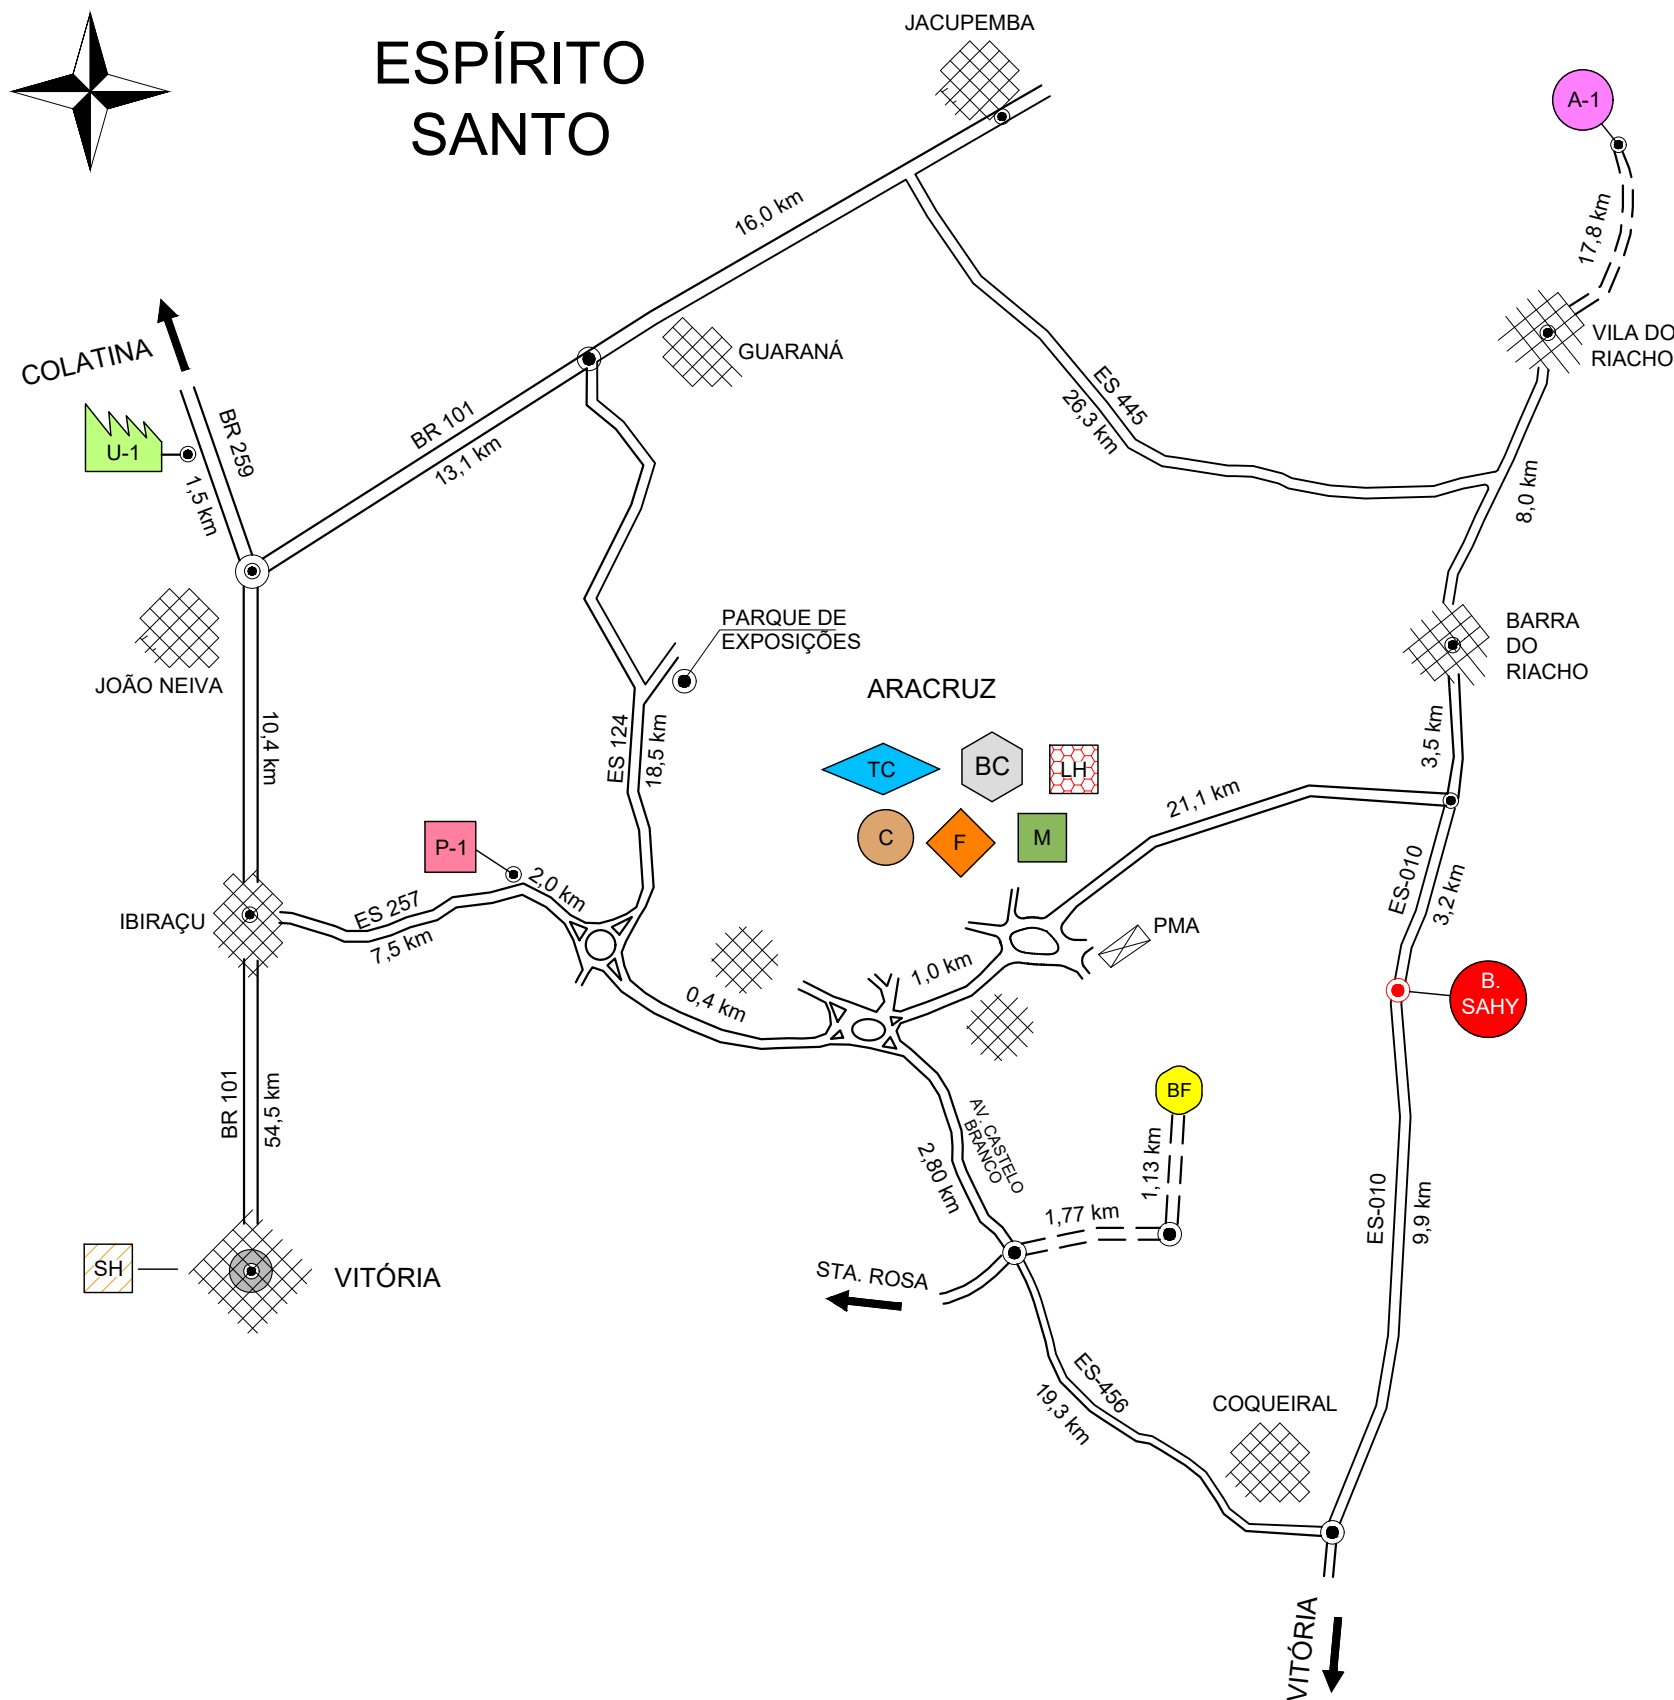 JACUPEMBA
ESPÍRITO
SANTO
A-1
16,0 km
17,8 km
COLATINA
GUARANÁ
VILA DO
RIACHO
BR 259
U-1
1,5 km
BR 101
13,1 km
ES 445
26,3 km
8,0 km
JOÃO NEIVA
PARQUE DE
EXPOSIÇÕES
BARRA
DO
RIACHO
ARACRUZ
10,4 km
ES 124
18,5 km
3,5 km
TC
BC
LH
C
F
M
21,1 km
P-1
2,0 km
IBIRAÇU
ES 257
7,5 km
ES-010
3,2 km
PMA
1,0 km
0,4 km
B.
SAHY
BR 101
54,5 km
BF
AV. CASTELO
BRANCO
2,80 km
1,13 km
1,77 km
ES-010
9,9 km
SH
VITÓRIA
STA. ROSA
ES-456
19,3 km
COQUEIRAL
VITÓRIA